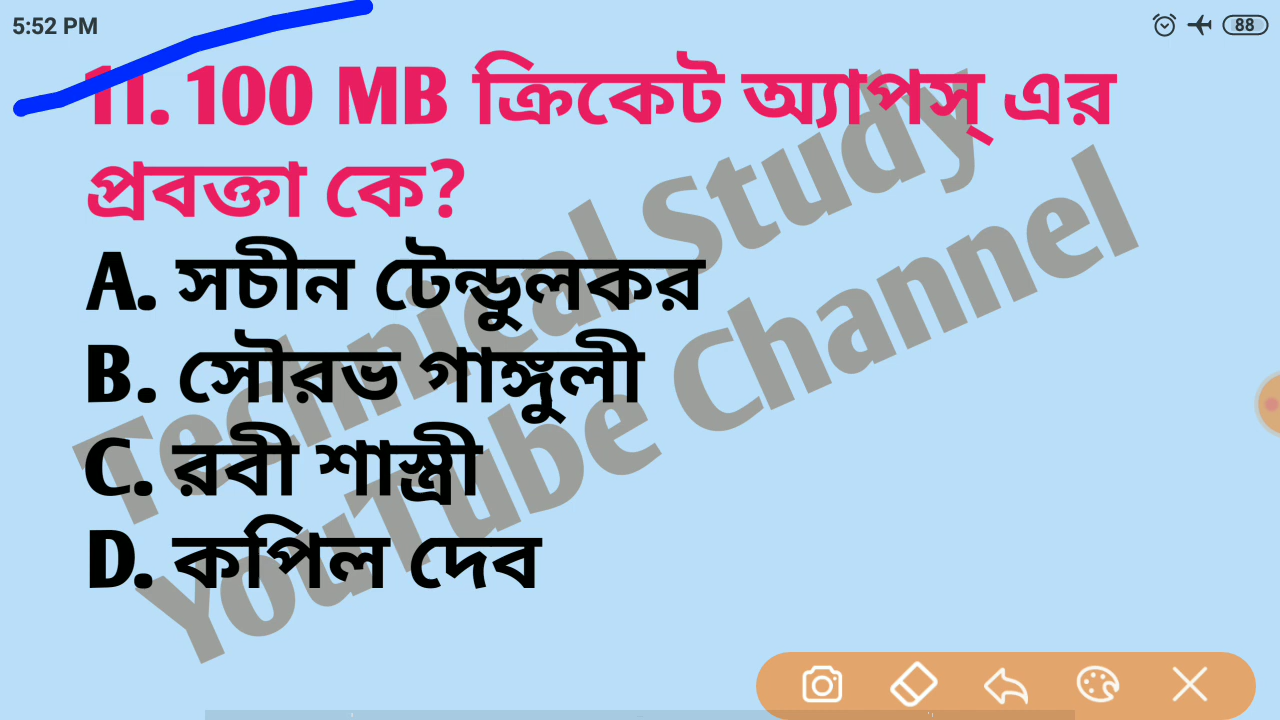 5:52 PM
88
11. 100 MB ক্রিকেট অ্যাপস্ এর
প্রবক্তা কে?
A. সচীন টেন্ডুলকর
B. সৌরভ গাঙ্গুলী
C. রবী শাস্ত্রী
D. কপিল দেব
Technical Study
YouTube Channel